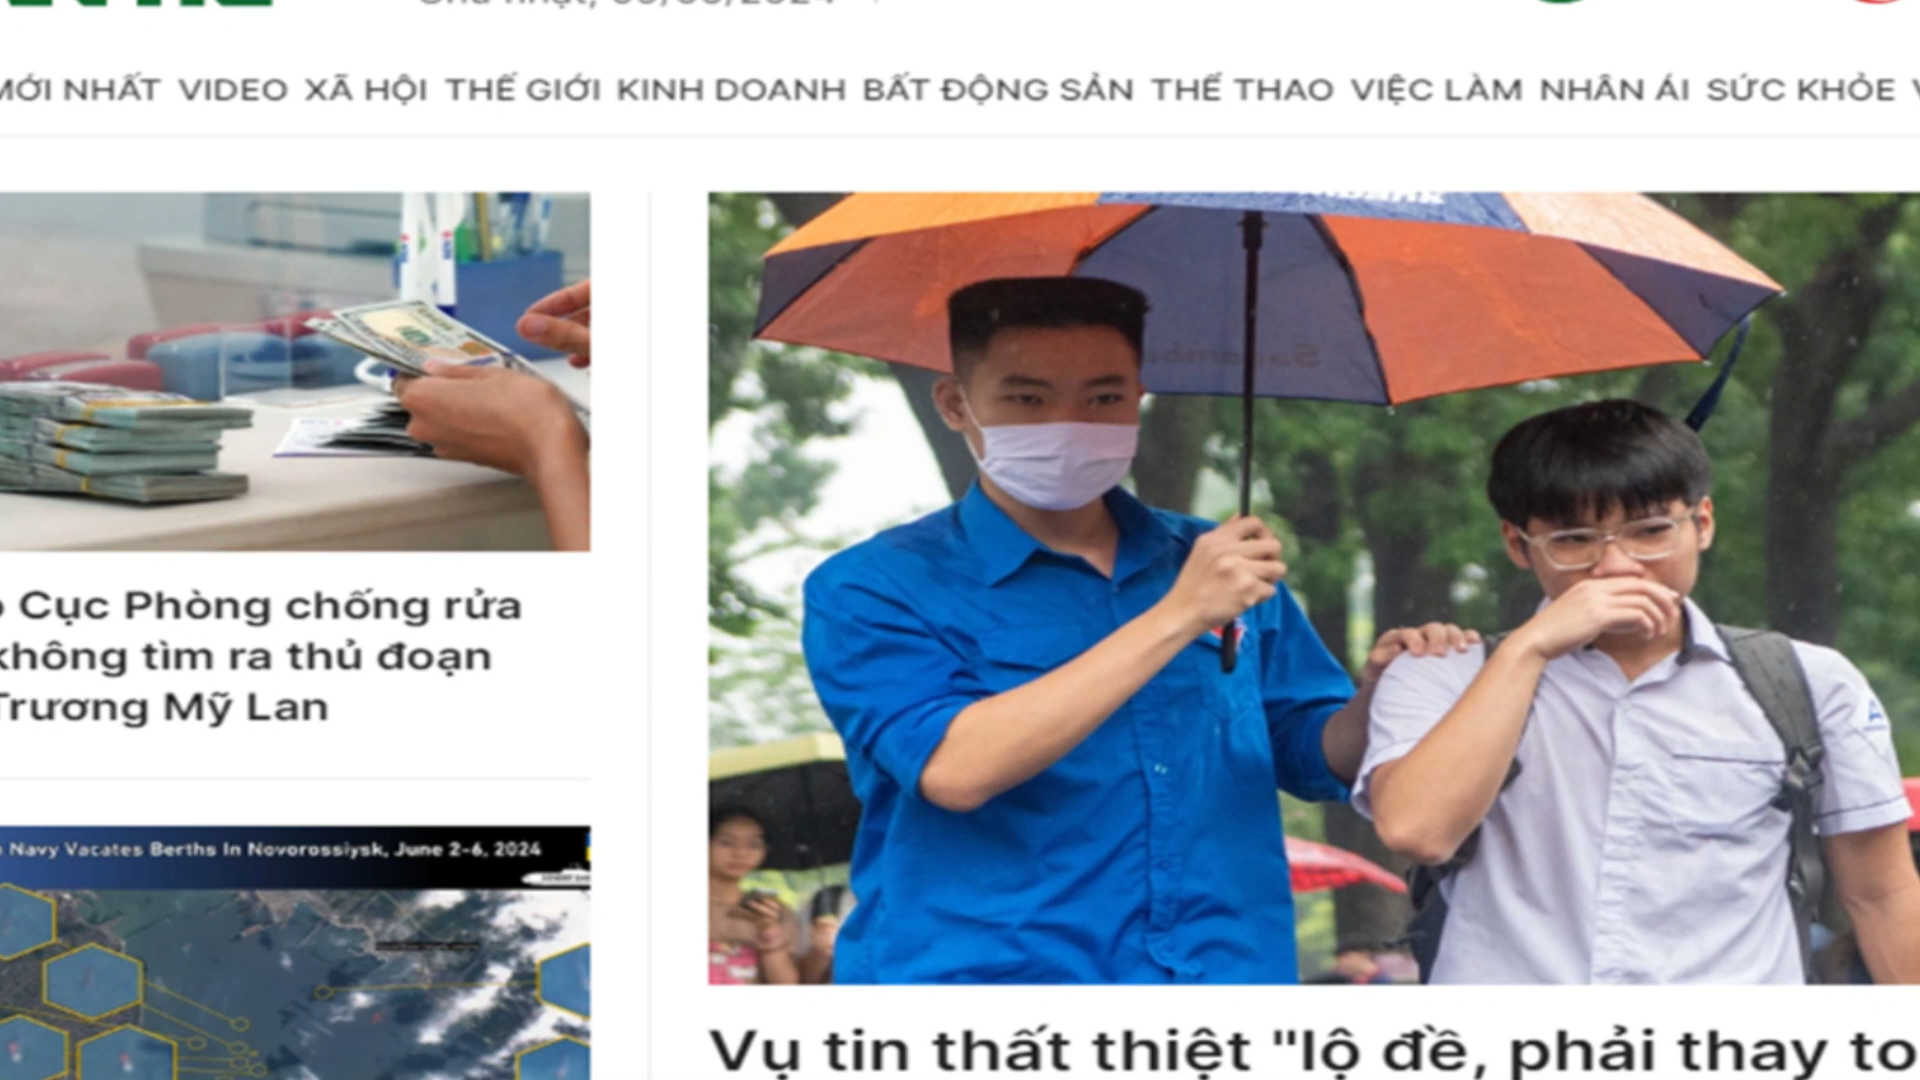 MỚI NHẤT VIDEO XÃ HỘI THẾ GIỚI KINH DOANH BẤT ĐỘNG SẢN THỂ THAO VIỆC LÀM NHÂN ÁI SỨC KHỎE
Cục Phòng chống rửa
không tìm ra thủ đoạn
Trương Mỹ Lan
Navy Vacates Berths In Novorossiysk, June 2-6, 2024
Vụ tin thất thiệt "lộ đề, phải thay to